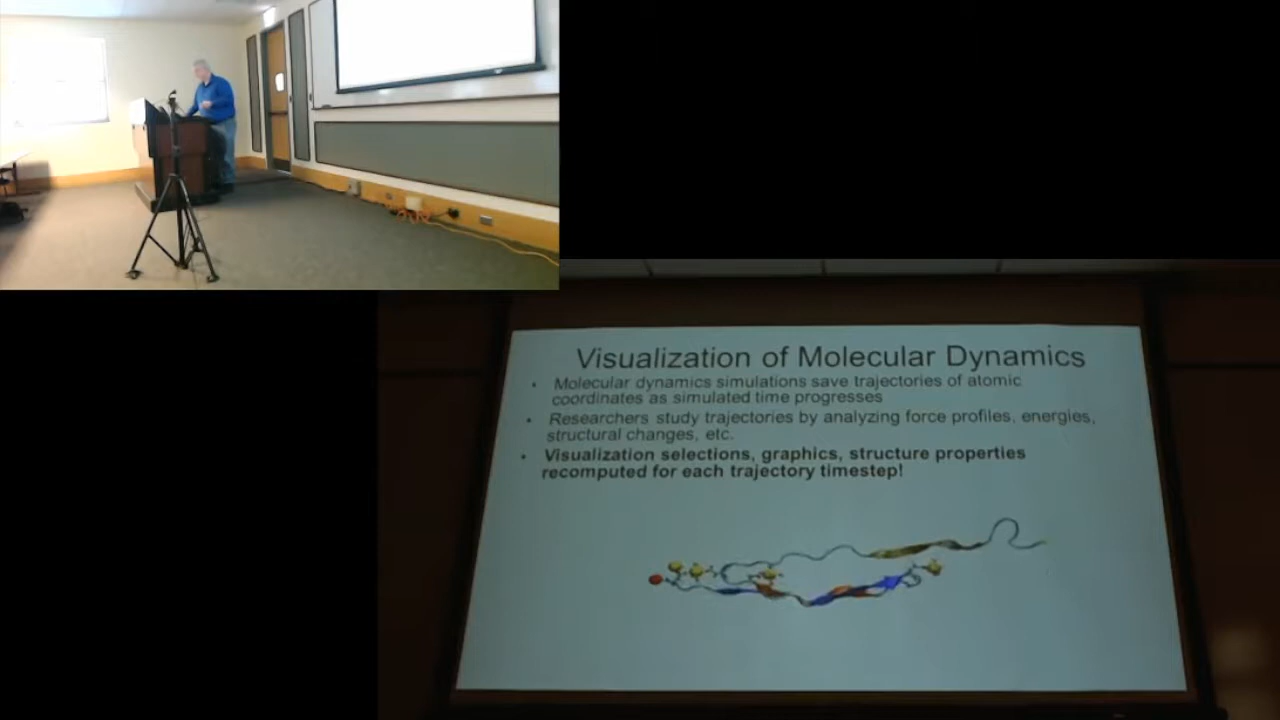 Visualization of Molecular Dynamics
• Molecular dynamics simulations save trajectories of atomic
coordinates as simulated time progresses
• Researchers study trajectories by analyzing force profiles, energies,
structural changes, etc.
• Visualization selections, graphics, structure properties
recomputed for each trajectory timestep!